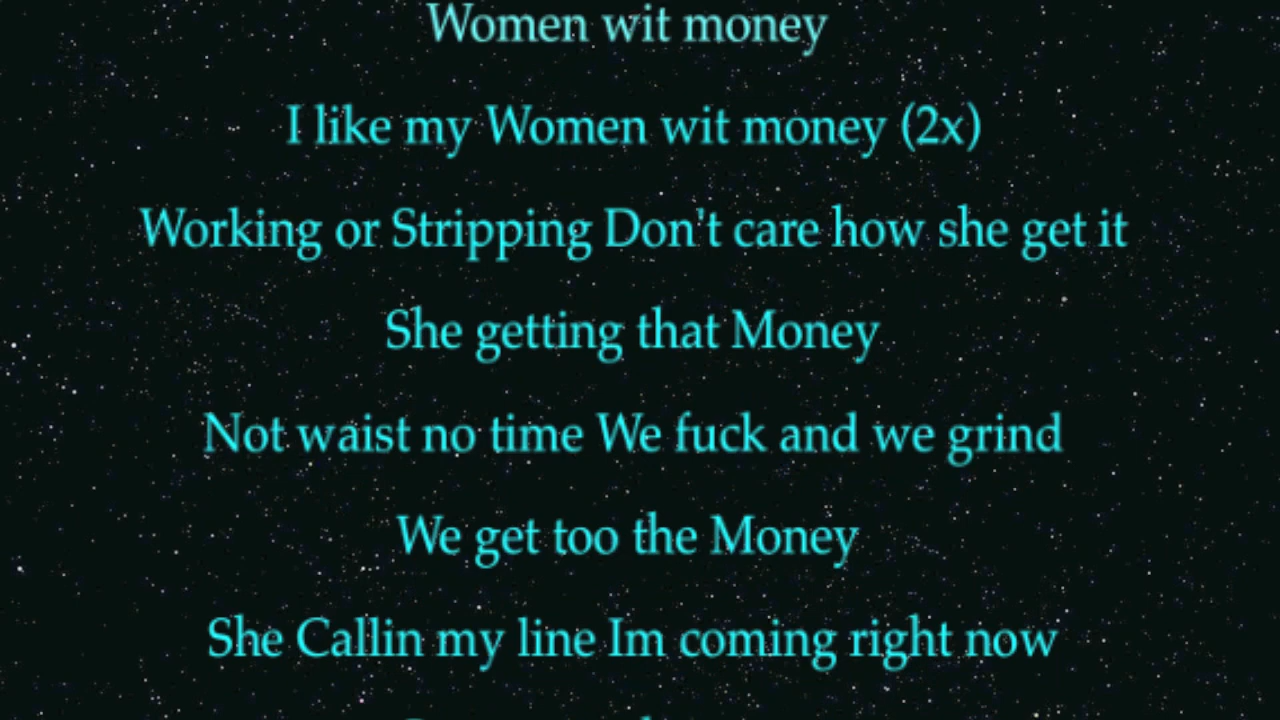 Women wit money
I like my Women wit money (2x)
Working or Stripping Don't care how she get it
She getting that Money
Not waist no time We fuck and we grind
We get too the Money
She Callin my line Im coming right now